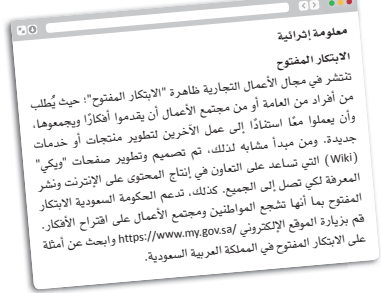 معلومة إثرائية
الابتكار المفتوح
تنتشر في مجال الأعمال التجارية ظاهرة "الابتكار المفتوح"؛ حيث يُطلب
من أفراد من العامة أو من مجتمع الأعمال أن يقدموا أفكارًا ويجمعوها،
وأن يعملوا معًا استنادًا إلى عمل الآخرين لتطوير منتجات أو خدمات
جديدة. ومن مبدأ مشابه لذلك، تم تصميم وتطوير صفحات "ويكي"
(Wiki) التي تساعد على التعاون في إنتاج المحتوى على الإنترنت ونشر
المعرفة لكي تصل إلى الجميع. كذلك، تدعم الحكومة السعودية الابتكار
المفتوح بما أنها تشجع المواطنين ومجتمع الأعمال على اقتراح الأفكار.
قم بزيارة الموقع الإلكتروني https://www.my.gov.sa/ وابحث عن أمثلة
على الابتكار المفتوح في المملكة العربية السعودية.